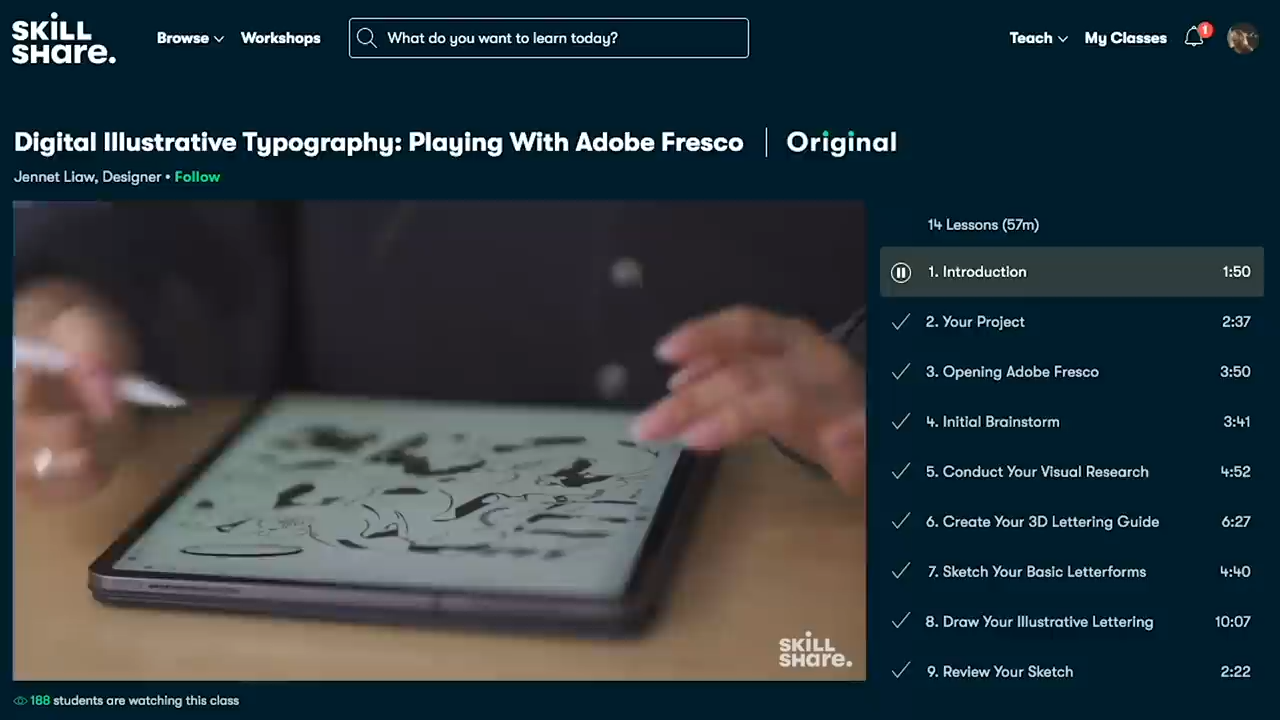 SKiLL
SHare.
Browse
Workshops
What do you want to learn today?
Teach
My Classes
1
Digital Illustrative Typography: Playing With Adobe Fresco | Original
Jennet Liaw, Designer • Follow
14 Lessons (57m)
1. Introduction 1:50
2. Your Project 2:37
3. Opening Adobe Fresco 3:50
4. Initial Brainstorm 3:41
5. Conduct Your Visual Research 4:52
6. Create Your 3D Lettering Guide 6:27
7. Sketch Your Basic Letterforms 4:40
8. Draw Your Illustrative Lettering 10:07
9. Review Your Sketch 2:22
SKiLL
SHare.
188 students are watching this class